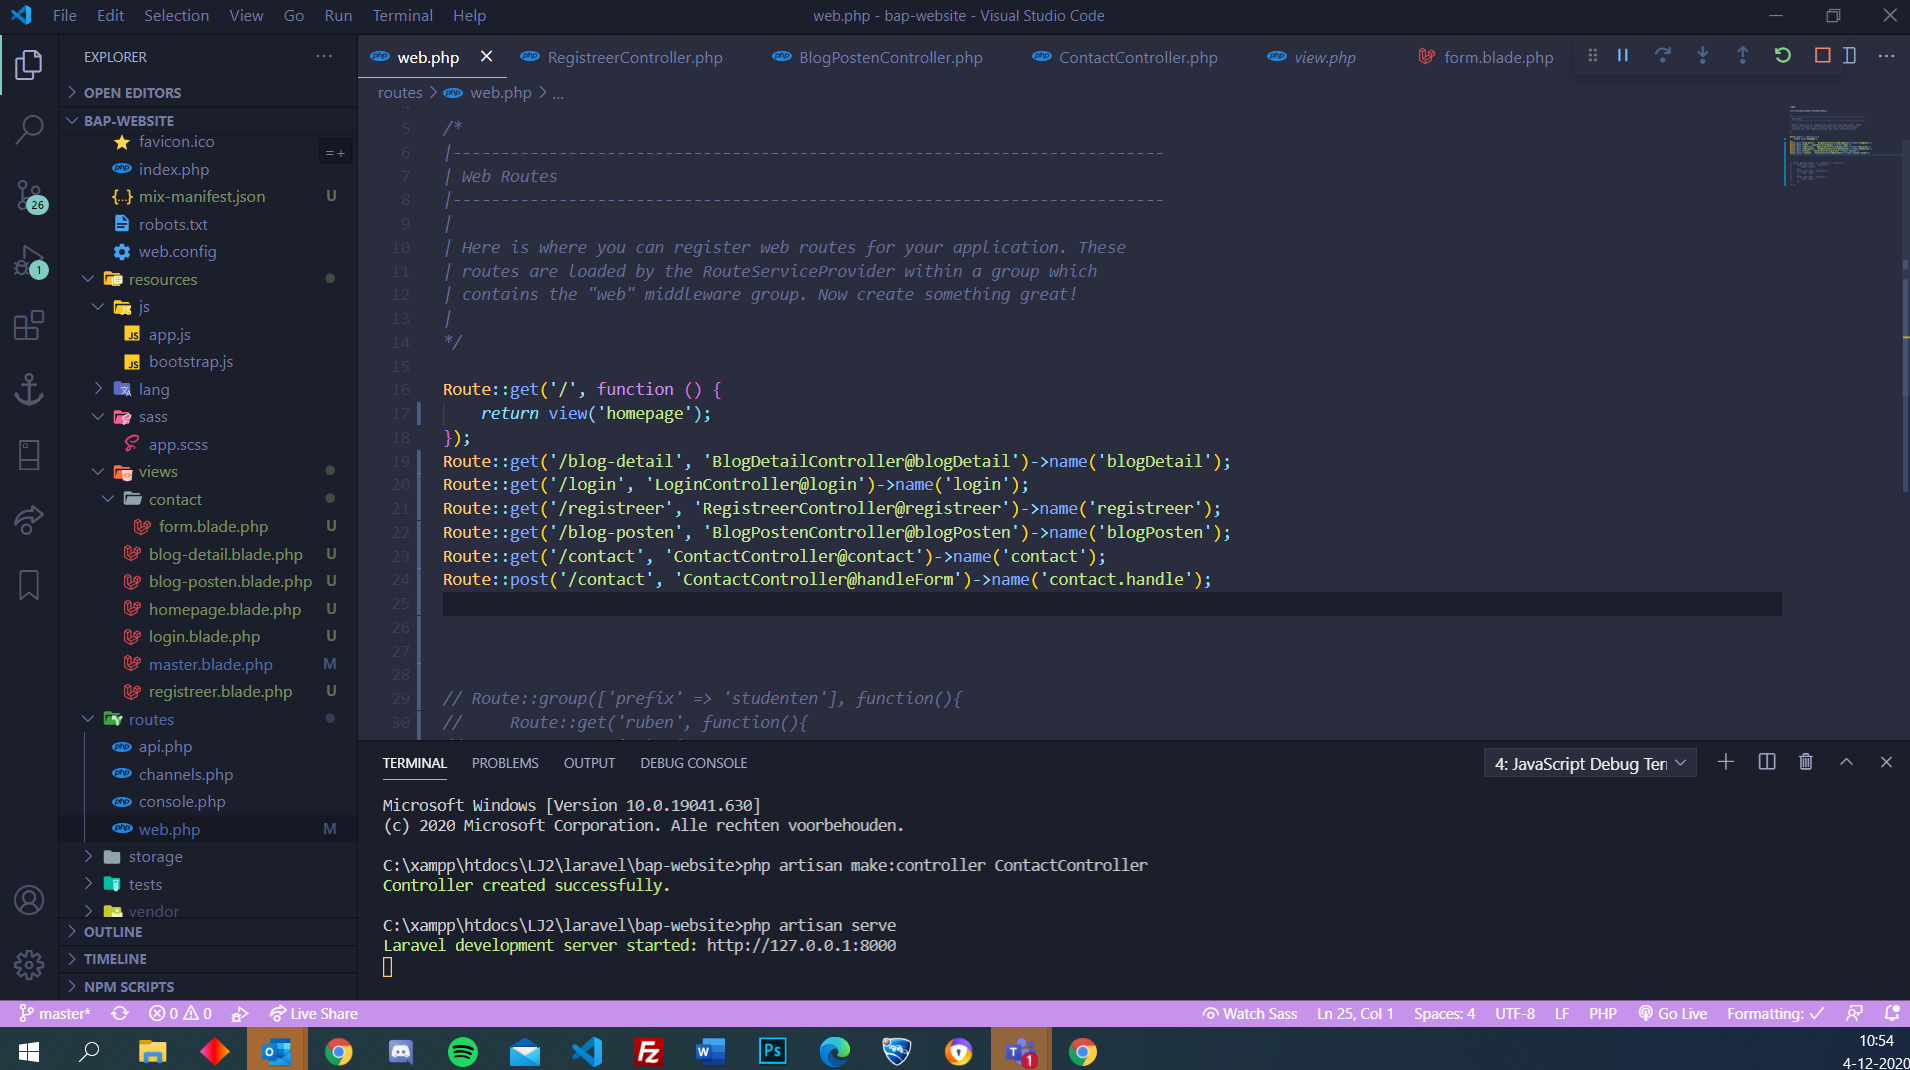 File Edit Selection View Go Run Terminal Help
web.php - bap-website - Visual Studio Code
EXPLORER
OPEN EDITORS
BAP-WEBSITE
favicon.ico
index.php
mix-manifest.json U
robots.txt
web.config
resources
js
app.js
bootstrap.js
lang
sass
app.scss
views
contact
form.blade.php U
blog-detail.blade.php U
blog-posten.blade.php U
homepage.blade.php U
login.blade.php U
master.blade.php M
registreer.blade.php U
routes
api.php
channels.php
console.php
web.php M
storage
tests
vendor
OUTLINE
TIMELINE
NPM SCRIPTS
26
1
web.php RegistreerController.php BlogPostenController.php ContactController.php view.php form.blade.php
routes > web.php > ...
5 /*
6 |--------------------------------------------------------------------------
7 | Web Routes
8 |--------------------------------------------------------------------------
9 |
10 | Here is where you can register web routes for your application. These
11 | routes are loaded by the RouteServiceProvider within a group which
12 | contains the "web" middleware group. Now create something great!
13 |
14 */
15
16 Route::get('/', function () {
17 return view('homepage');
18 });
19 Route::get('/blog-detail', 'BlogDetailController@blogDetail')->name('blogDetail');
20 Route::get('/login', 'LoginController@login')->name('login');
21 Route::get('/registreer', 'RegistreerController@registreer')->name('registreer');
22 Route::get('/blog-posten', 'BlogPostenController@blogPosten')->name('blogPosten');
23 Route::get('/contact', 'ContactController@contact')->name('contact');
24 Route::post('/contact', 'ContactController@handleForm')->name('contact.handle');
25
26
27
28
29 // Route::group(['prefix' => 'studenten'], function(){
30 // Route::get('ruben', function(){
TERMINAL PROBLEMS OUTPUT DEBUG CONSOLE
4: JavaScript Debug Ter
Microsoft Windows [Version 10.0.19041.630]
(c) 2020 Microsoft Corporation. Alle rechten voorbehouden.
C:\xampp\htdocs\LJ2\laravel\bap-website>php artisan make:controller ContactController
Controller created successfully.
C:\xampp\htdocs\LJ2\laravel\bap-website>php artisan serve
Laravel development server started: http://127.0.0.1:8000
master* 0 0 Live Share
Watch Sass Ln 25, Col 1 Spaces: 4 UTF-8 LF PHP Go Live Formatting: ✓
10:54
4-12-2020